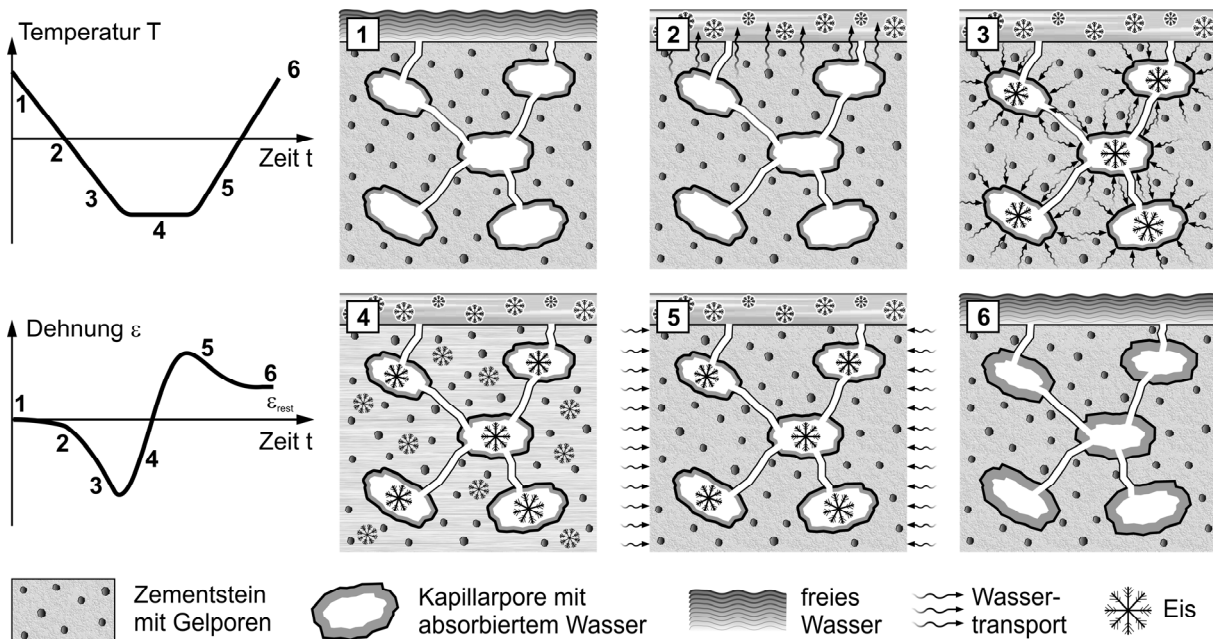 Temperatur T
1
2
3
4
5
6
Zeit t
Dehnung ε
1
2
3
4
5
6
εrest
Zeit t
1
2
3
4
5
6
Zementstein
mit Gelporen
Kapillarpore mit
absorbiertem Wasser
freies
Wasser
Wasser-
transport
Eis